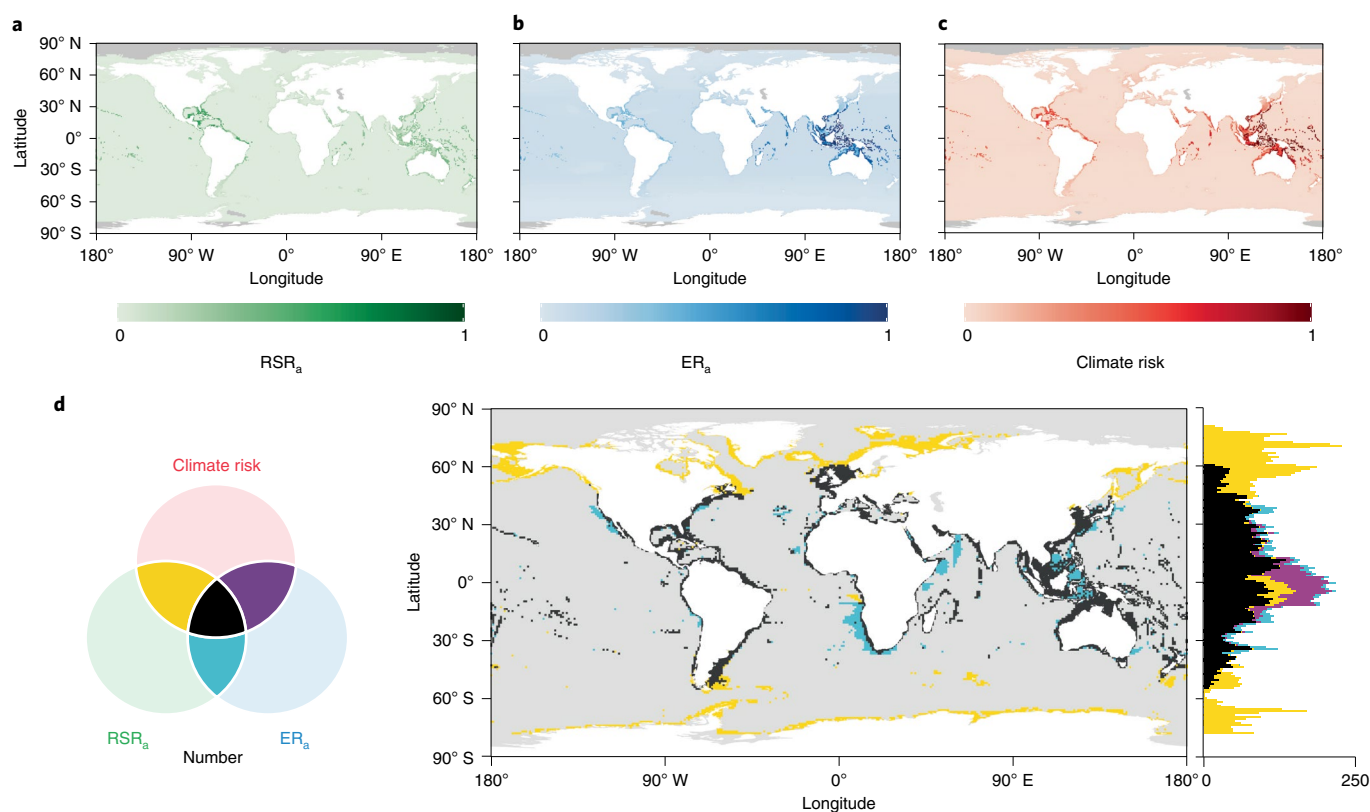 a
90° N
60° N
30° N
0°
30° S
60° S
90° S
Latitude
180°
90° W
0°
90° E
180°
Longitude
0
1
RSRa
b
180°
90° W
0°
90° E
180°
Longitude
0
1
ERa
c
180°
90° W
0°
90° E
180°
Longitude
0
1
Climate risk
d
Climate risk
RSRa
ERa
Number
90° N
60° N
30° N
0°
30° S
60° S
90° S
Latitude
180°
90° W
0°
90° E
180°
Longitude
0
250